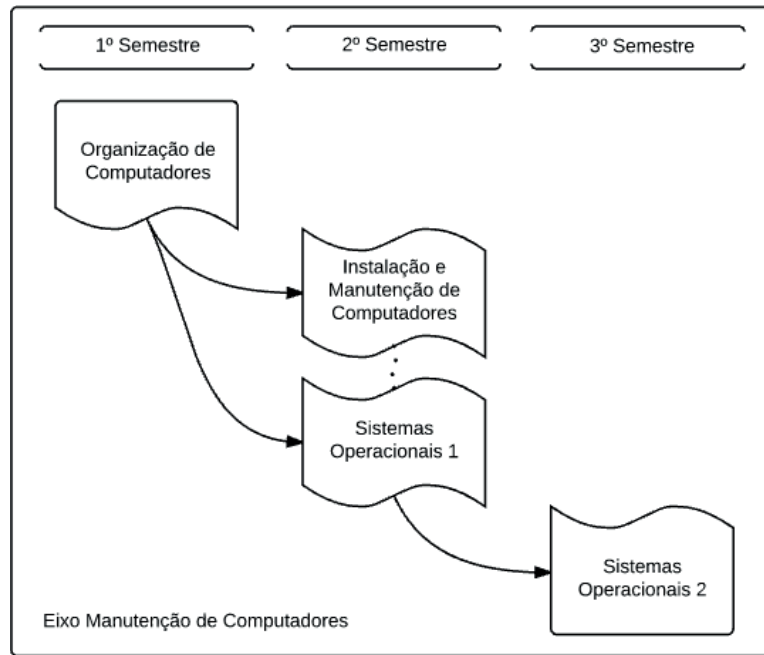 1º Semestre
2º Semestre
3º Semestre
Organização de
Computadores
Instalação e
Manutenção de
Computadores
Sistemas
Operacionais 1
Sistemas
Operacionais 2
Eixo Manutenção de Computadores